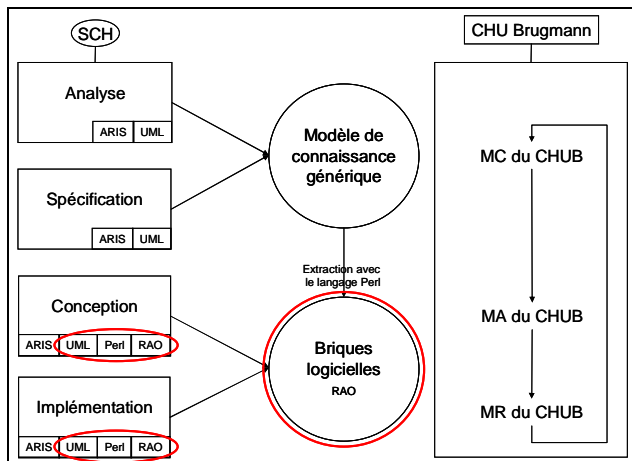 SCH
Analyse
ARIS UML
Spécification
ARIS UML
Conception
ARIS UML Perl RAO
Implémentation
ARIS UML Perl RAO
Modèle de
connaissance
générique
Extraction avec
le langage Perl
Briques
logicielles
RAO
CHU Brugmann
MC du CHUB
MA du CHUB
MR du CHUB